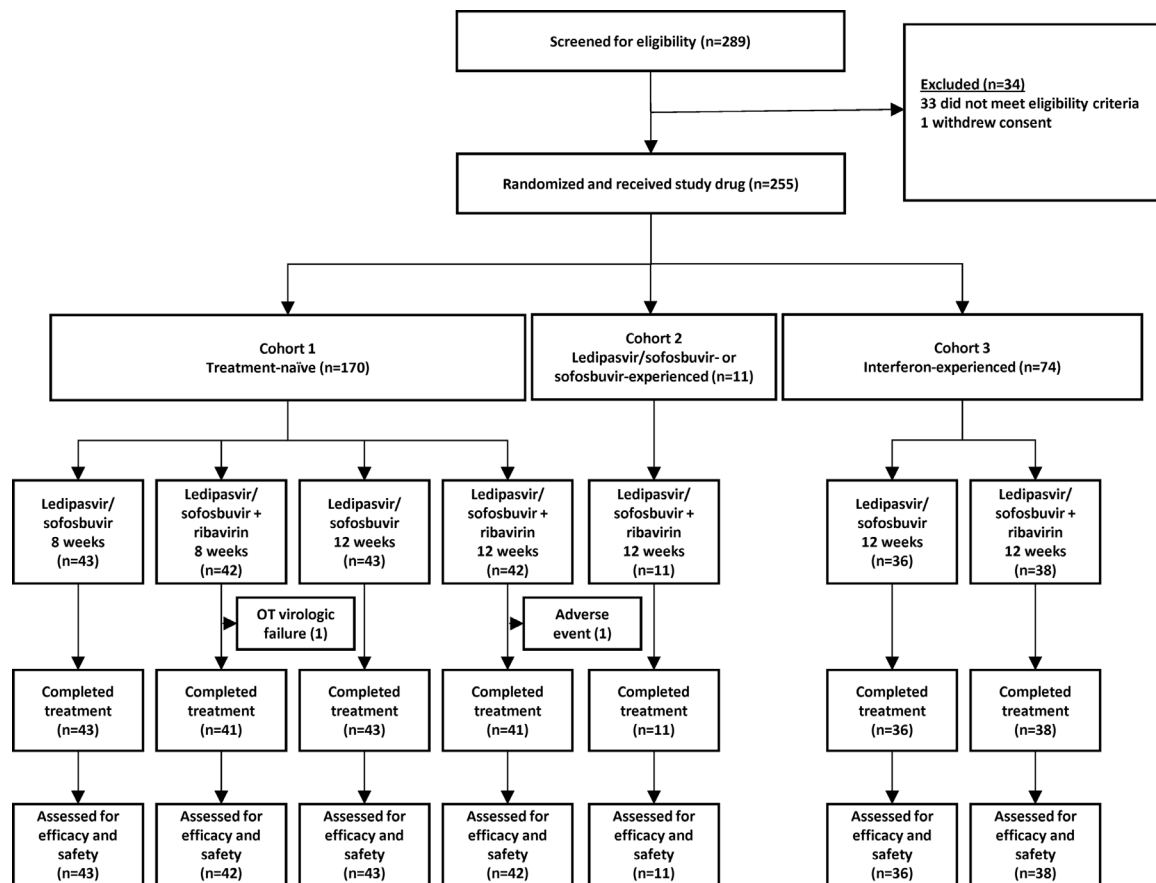 Screened for eligibility (n=289)
Excluded (n=34)
33 did not meet eligibility criteria
1 withdrew consent
Randomized and received study drug (n=255)
Cohort 1
Treatment-naïve (n=170)
Cohort 2
Ledipasvir/sofosbuvir- or
sofosbuvir-experienced (n=11)
Cohort 3
Interferon-experienced (n=74)
Ledipasvir/
sofosbuvir
8 weeks
(n=43)
Ledipasvir/
sofosbuvir +
ribavirin
8 weeks
(n=42)
Ledipasvir/
sofosbuvir
12 weeks
(n=43)
Ledipasvir/
sofosbuvir +
ribavirin
12 weeks
(n=42)
Ledipasvir/
sofosbuvir +
ribavirin
12 weeks
(n=11)
Ledipasvir/
sofosbuvir
12 weeks
(n=36)
Ledipasvir/
sofosbuvir +
ribavirin
12 weeks
(n=38)
OT virologic
failure (1)
Adverse
event (1)
Completed
treatment
(n=43)
Completed
treatment
(n=41)
Completed
treatment
(n=43)
Completed
treatment
(n=41)
Completed
treatment
(n=11)
Completed
treatment
(n=36)
Completed
treatment
(n=38)
Assessed for
efficacy and
safety
(n=43)
Assessed for
efficacy and
safety
(n=42)
Assessed for
efficacy and
safety
(n=43)
Assessed for
efficacy and
safety
(n=42)
Assessed for
efficacy and
safety
(n=11)
Assessed for
efficacy and
safety
(n=36)
Assessed for
efficacy and
safety
(n=38)